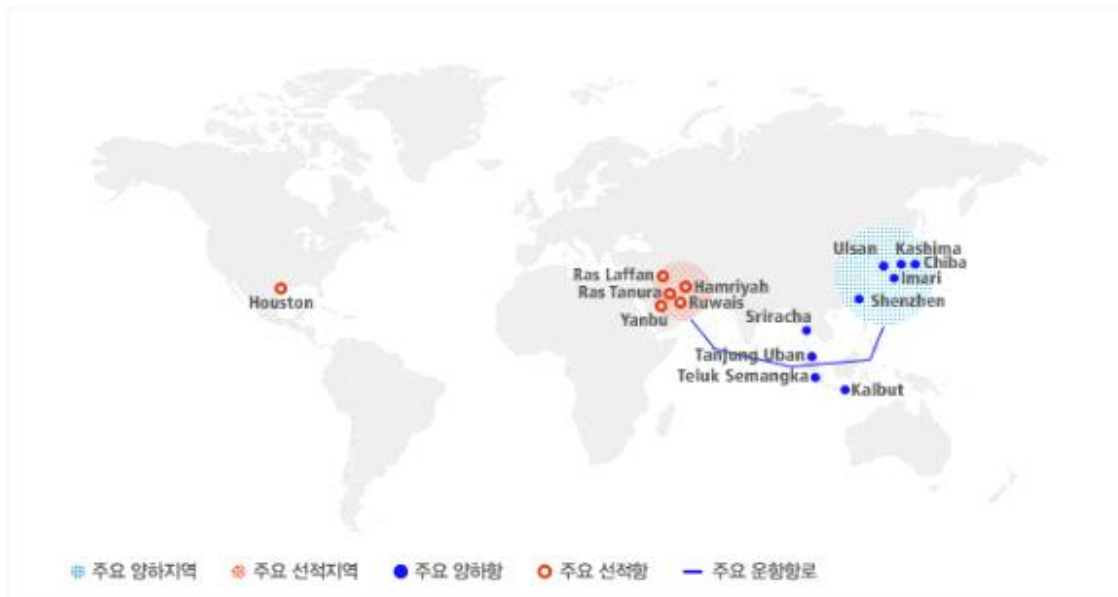 Ulsan
Kashima
Chiba
Imari
Shenzhen
Ras Laffan
Hamriyah
Ras Tanura
Ruwais
Yanbu
Houston
Sriracha
Tanjung Uban
Teluk Semangka
Kalbut
주요 양하지역
주요 선적지역
주요 양하항
주요 선적항
주요 운항항로